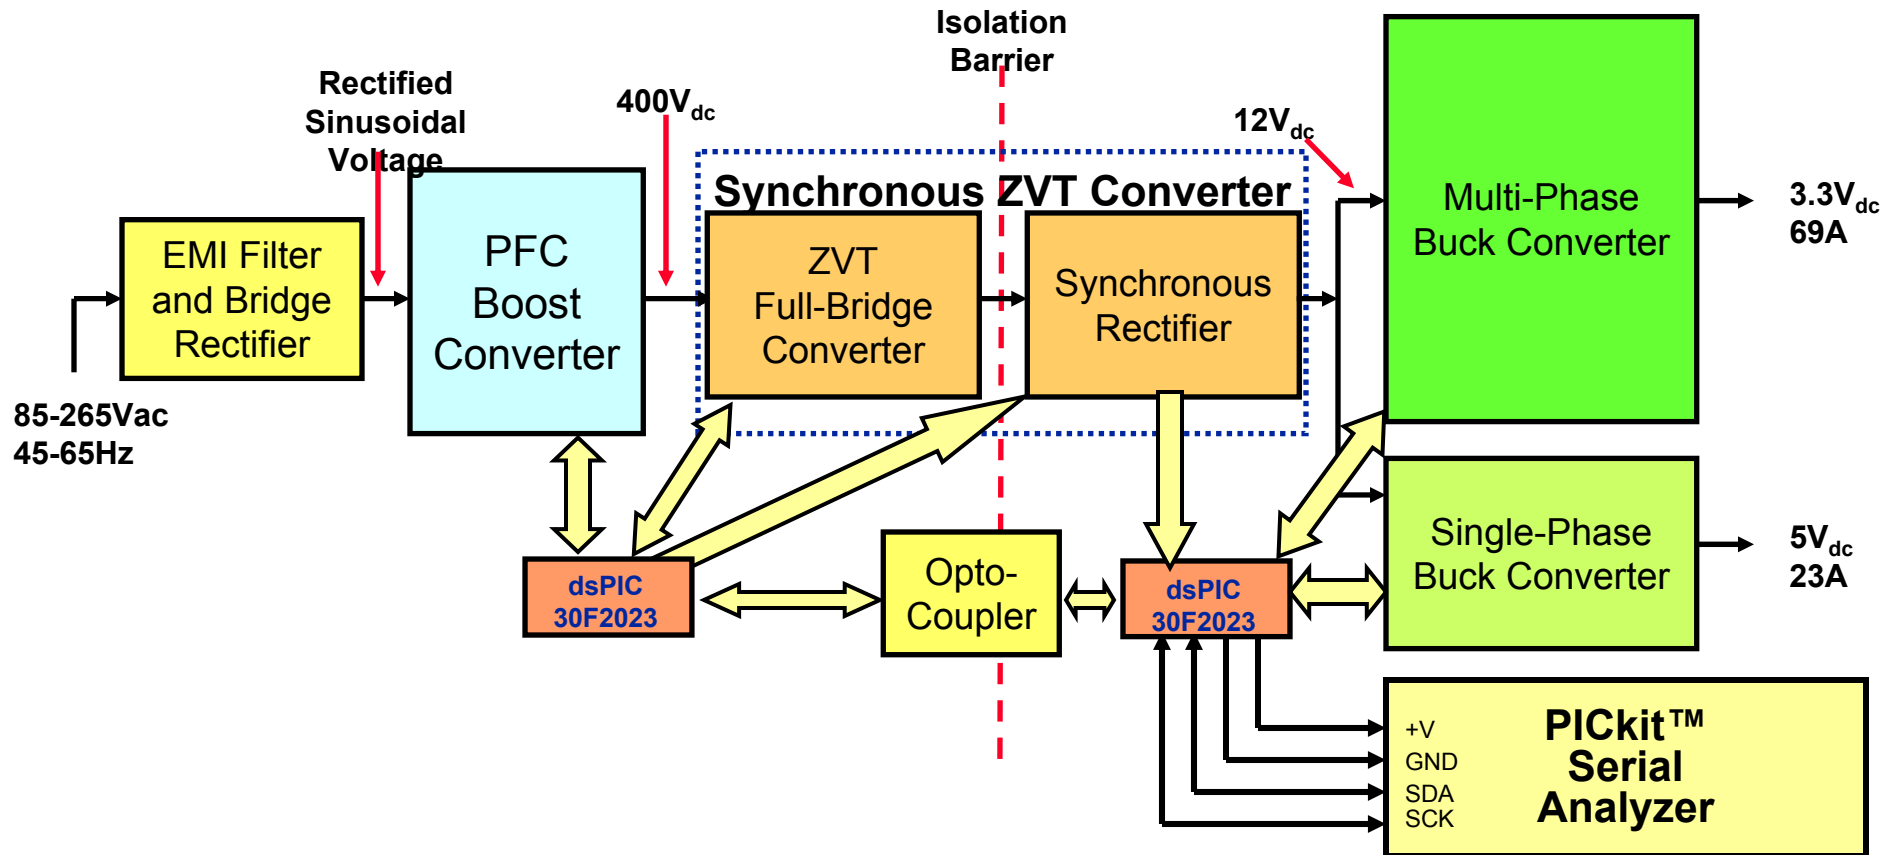 Isolation
Barrier
Rectified
Sinusoidal
Voltage
400Vdc
12Vdc
Synchronous ZVT Converter
EMI Filter
and Bridge
Rectifier
PFC
Boost
Converter
ZVT
Full-Bridge
Converter
Synchronous
Rectifier
Multi-Phase
Buck Converter
3.3Vdc
69A
85-265Vac
45-65Hz
dsPIC
30F2023
Opto-
Coupler
dsPIC
30F2023
Single-Phase
Buck Converter
5Vdc
23A
+V
GND
SDA
SCK
PICkit™
Serial
Analyzer